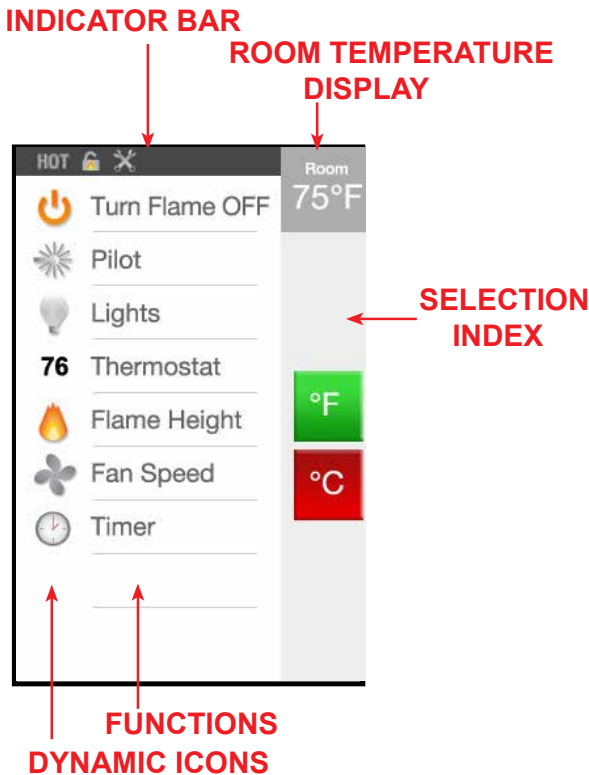 INDICATOR BAR
ROOM TEMPERATURE
DISPLAY
HOT
Room
75°F
Turn Flame OFF
Pilot
Lights
76 Thermostat
Flame Height
Fan Speed
Timer
°F
°C
SELECTION
INDEX
FUNCTIONS
DYNAMIC ICONS